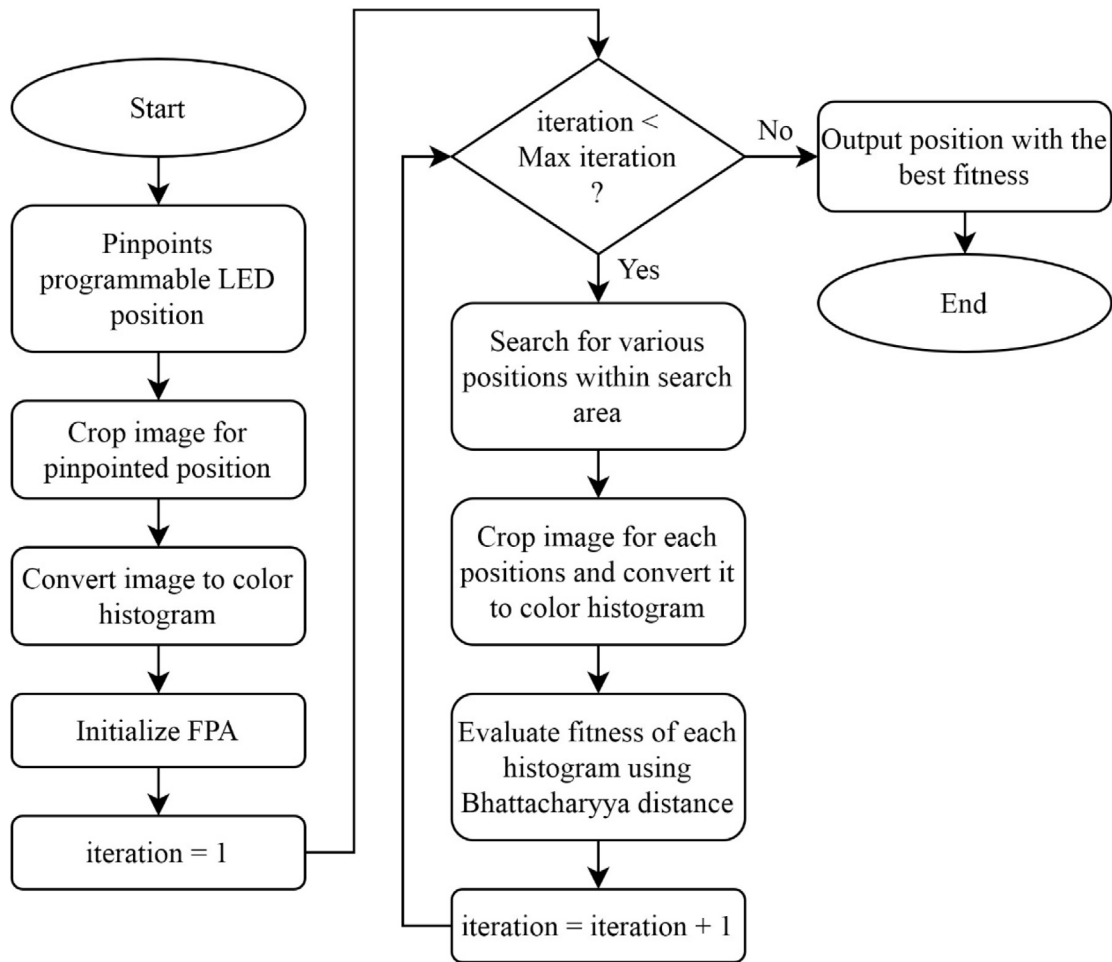 Start
Pinpoints
programmable LED
position
Crop image for
pinpointed position
Convert image to color
histogram
Initialize FPA
iteration = 1
iteration <
Max iteration
?
No
Output position with the
best fitness
End
Yes
Search for various
positions within search
area
Crop image for each
positions and convert it
to color histogram
Evaluate fitness of each
histogram using
Bhattacharyya distance
iteration = iteration + 1